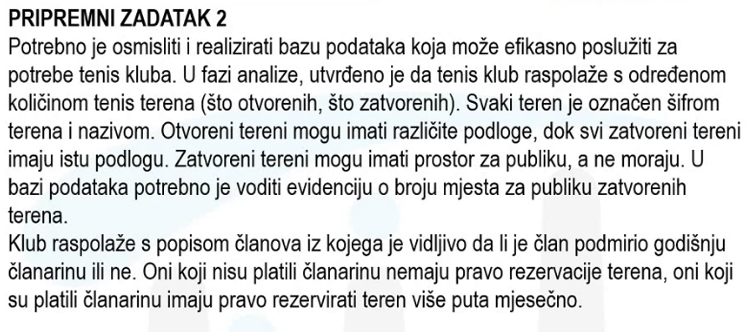 PRIPREMNI ZADATAK 2
Potrebno je osmisliti i realizirati bazu podataka koja može efikasno poslužiti za
potrebe tenis kluba. U fazi analize, utvrđeno je da tenis klub raspolaže s određenom
količinom tenis terena (što otvorenih, što zatvorenih). Svaki teren je označen šifrom
terena i nazivom. Otvoreni tereni mogu imati različite podloge, dok svi zatvoreni tereni
imaju istu podlogu. Zatvoreni tereni mogu imati prostor za publiku, a ne moraju. U
bazi podataka potrebno je voditi evidenciju o broju mjesta za publiku zatvorenih
terena.
Klub raspolaže s popisom članova iz kojega je vidljivo da li je član podmirio godišnju
članarinu ili ne. Oni koji nisu platili članarinu nemaju pravo rezervacije terena, oni koji
su platili članarinu imaju pravo rezervirati teren više puta mjesečno.